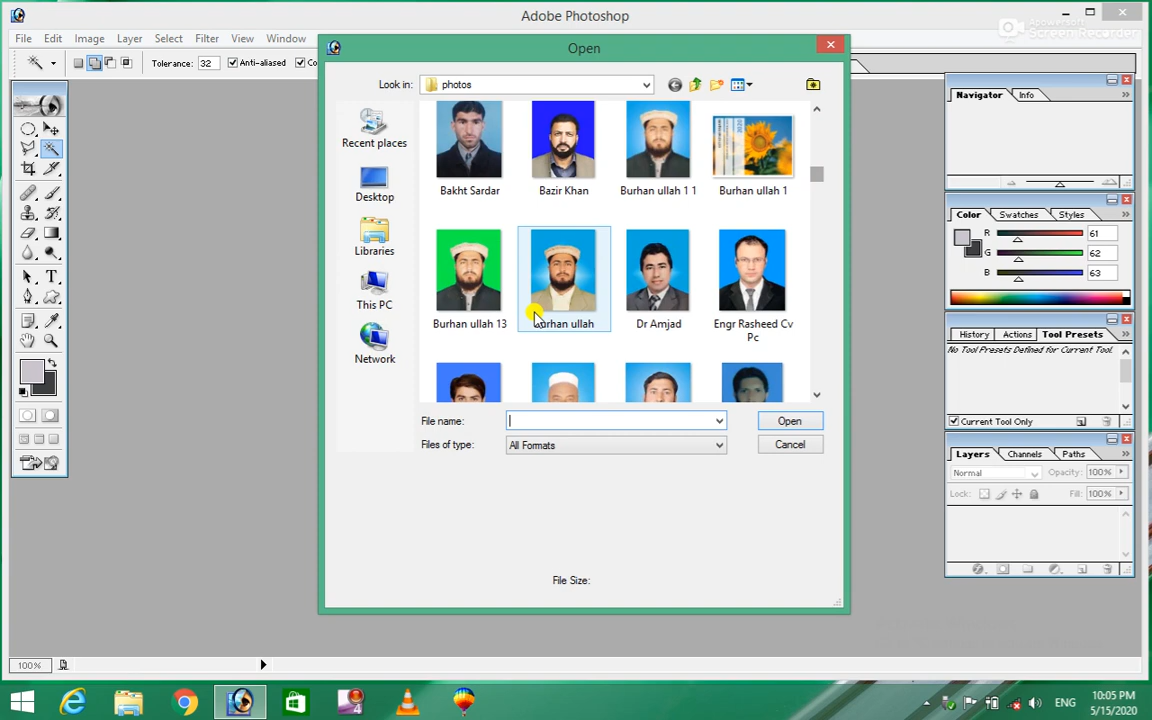 Adobe Photoshop
Apowersoft
Screen Recorder
File Edit Image Layer Select Filter View Window
Tolerance: 32 Anti-aliased
Open
Look in: photos
Recent places
Desktop
Libraries
This PC
Network
Bakht Sardar
Bazir Khan
Burhan ullah 1 1
Burhan ullah 1
Burhan ullah 13
Burhan ullah
Dr Amjad
Engr Rasheed Cv Pc
File name:
Open
Files of type: All Formats
Cancel
File Size:
Navigator Info
Color Swatches Styles
R 61
G 62
B 63
History Actions Tool Presets
No Tool Presets Defined for Current Tool.
Current Tool Only
Layers Channels Paths
Normal Opacity: 100%
Lock: Fill: 100%
100%
4
ENG
10:05 PM
5/15/2020